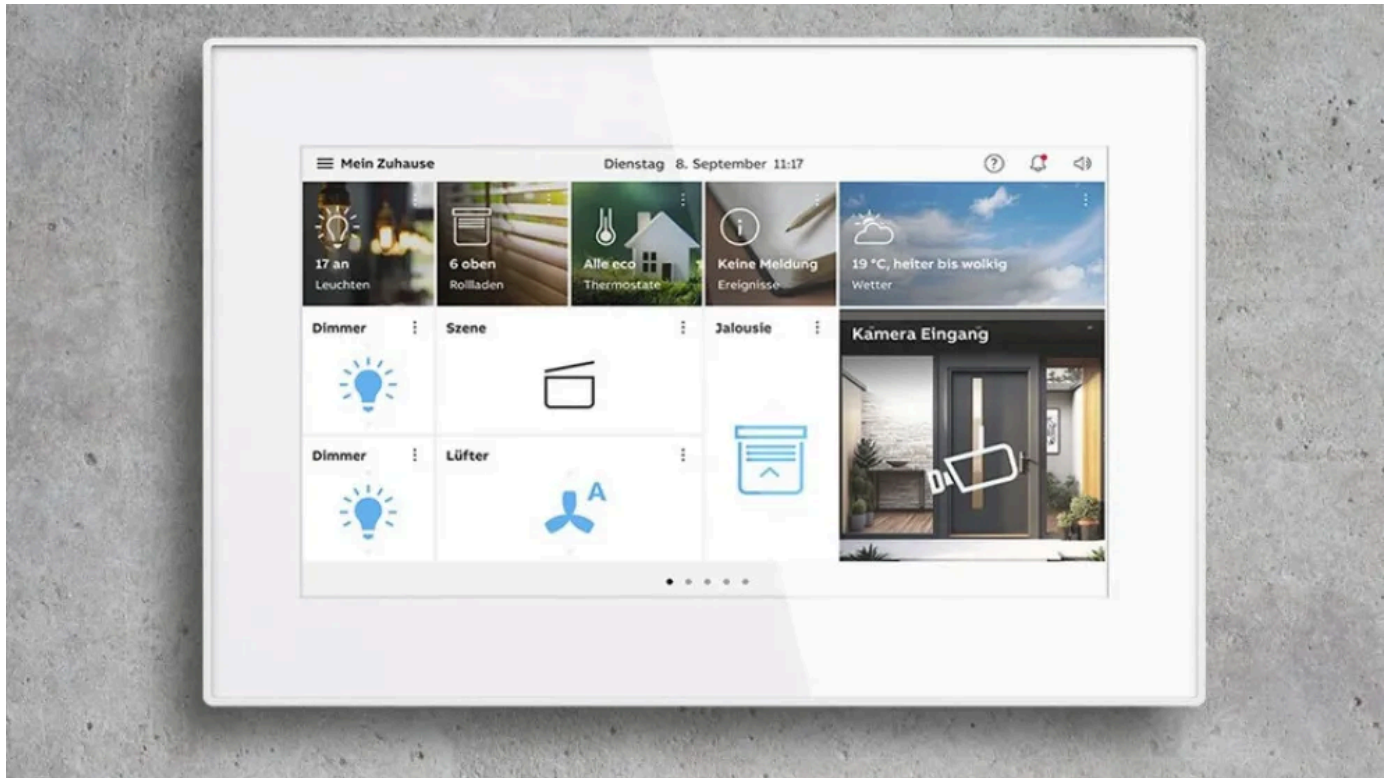 Mein Zuhause
Dienstag 8. September 11:17
17 an
Leuchten
6 oben
Rollladen
Alle eco
Thermostate
Keine Meldung
Ereignisse
19 °C, heiter bis wolkig
Wetter
Dimmer
Szene
Jalousie
Kamera Eingang
Dimmer
Lüfter
A